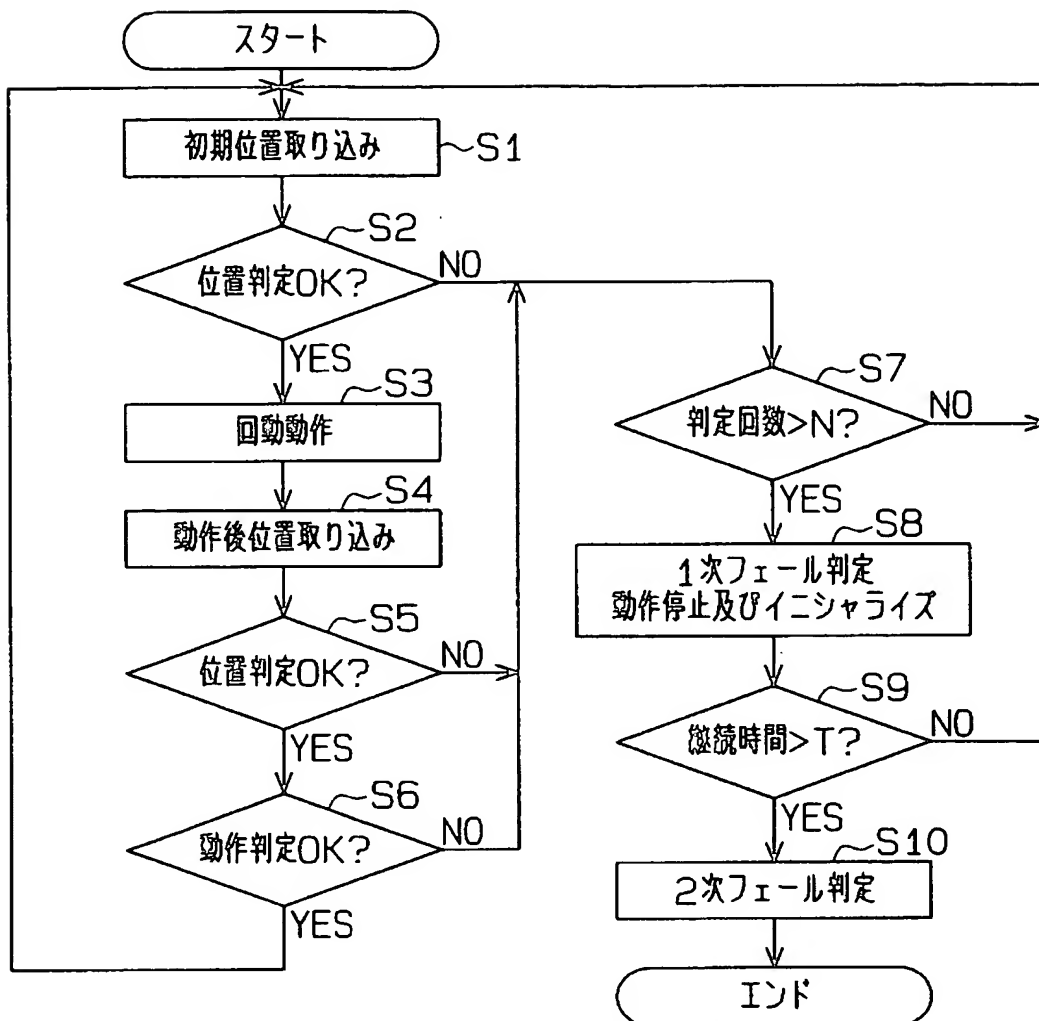 スタート
初期位置取り込み
S1
S2
位置判定OK?
NO
YES
S3
回動動作
S4
動作後位置取り込み
S5
位置判定OK?
NO
YES
S6
動作判定OK?
NO
YES
S7
判定回数>N?
NO
YES
S8
1次フェール判定
動作停止及びイニシャライズ
S9
継続時間>T?
NO
YES
S10
2次フェール判定
エンド